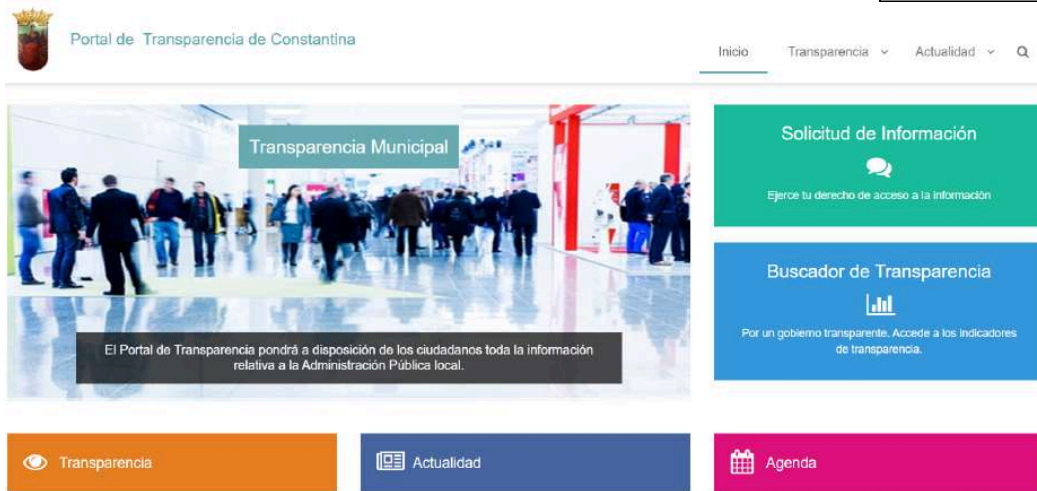 Portal de Transparencia de Constantina
Inicio
Transparencia
Actualidad
Transparencia Municipal
El Portal de Transparencia pondrá a disposición de los ciudadanos toda la información
relativa a la Administración Pública local.
Solicitud de Información
Ejerce tu derecho de acceso a la información
Buscador de Transparencia
Por un gobierno transparente. Accede a los indicadores
de transparencia.
Transparencia
Actualidad
Agenda